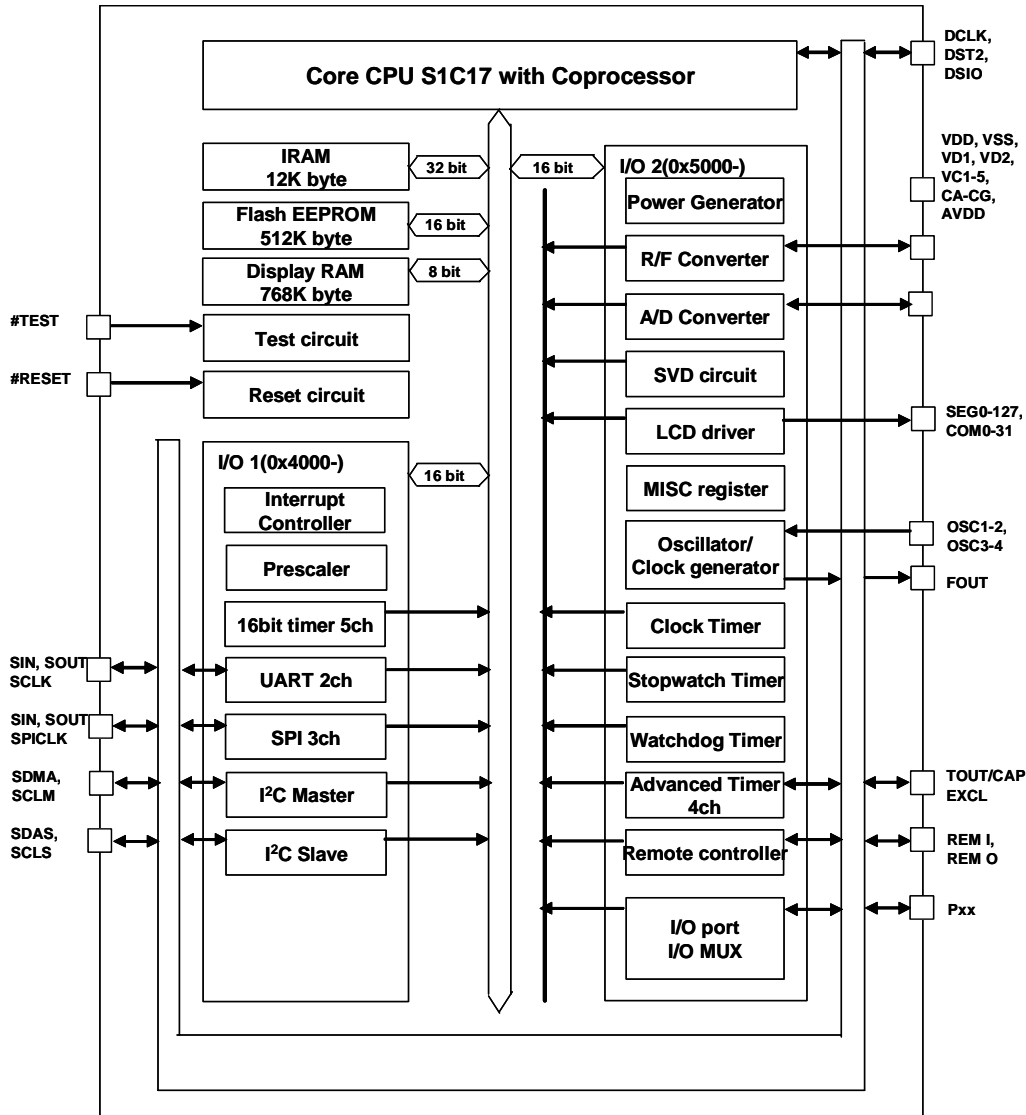 DCLK,
DST2,
DSIO
Core CPU S1C17 with Coprocessor
VDD, VSS,
VD1, VD2,
VC1-5,
CA-CG,
AVDD
IRAM
12K byte
32 bit
16 bit
I/O 2(0x5000-)
Power Generator
Flash EEPROM
512K byte
16 bit
R/F Converter
Display RAM
768K byte
8 bit
A/D Converter
#TEST
Test circuit
SVD circuit
#RESET
Reset circuit
LCD driver
SEG0-127,
COM0-31
I/O 1(0x4000-)
16 bit
MISC register
Interrupt
Controller
Oscillator/
Clock generator
OSC1-2,
OSC3-4
FOUT
Prescaler
16bit timer 5ch
Clock Timer
SIN, SOUT
SCLK
UART 2ch
Stopwatch Timer
SIN, SOUT
SPICLK
SPI 3ch
Watchdog Timer
SDMA,
SCLM
I²C Master
Advanced Timer
4ch
TOUT/CAP
EXCL
SDAS,
SCLS
I²C Slave
Remote controller
REM I,
REM O
I/O port
I/O MUX
Pxx